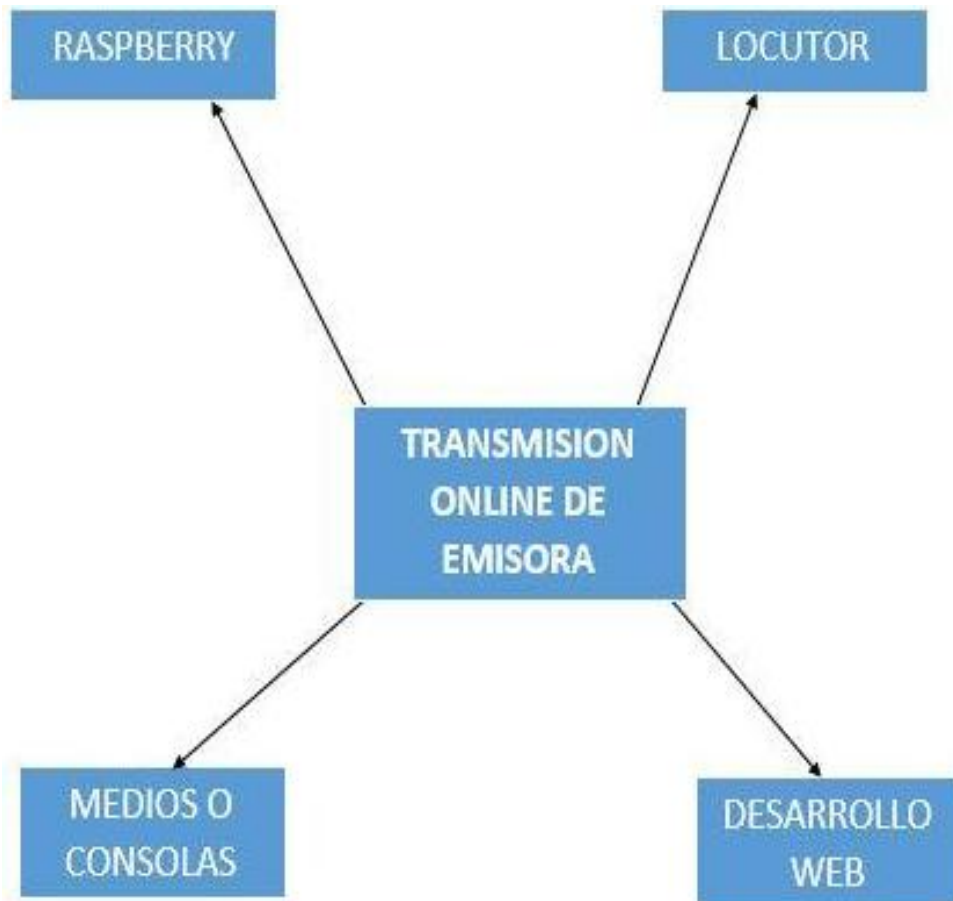 RASPBERRY
LOCUTOR
TRANSMISION
ONLINE DE
EMISORA
MEDIOS O
CONSOLAS
DESARROLLO
WEB